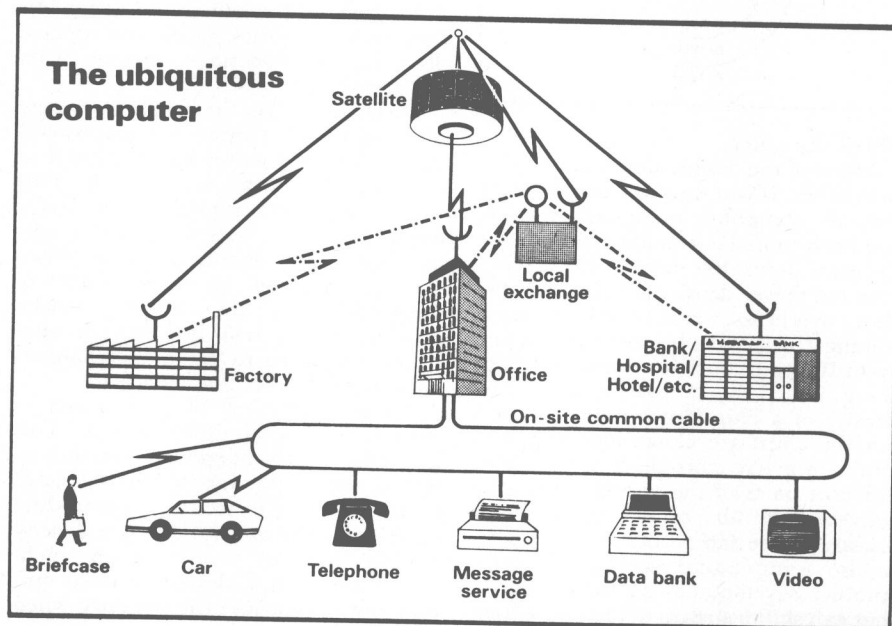 The ubiquitous
computer
Satellite
Local
exchange
Factory
Office
Bank/
Hospital/
Hotel/etc.
BANK
On-site common cable
Briefcase
Car
Telephone
Message
service
Data bank
Video